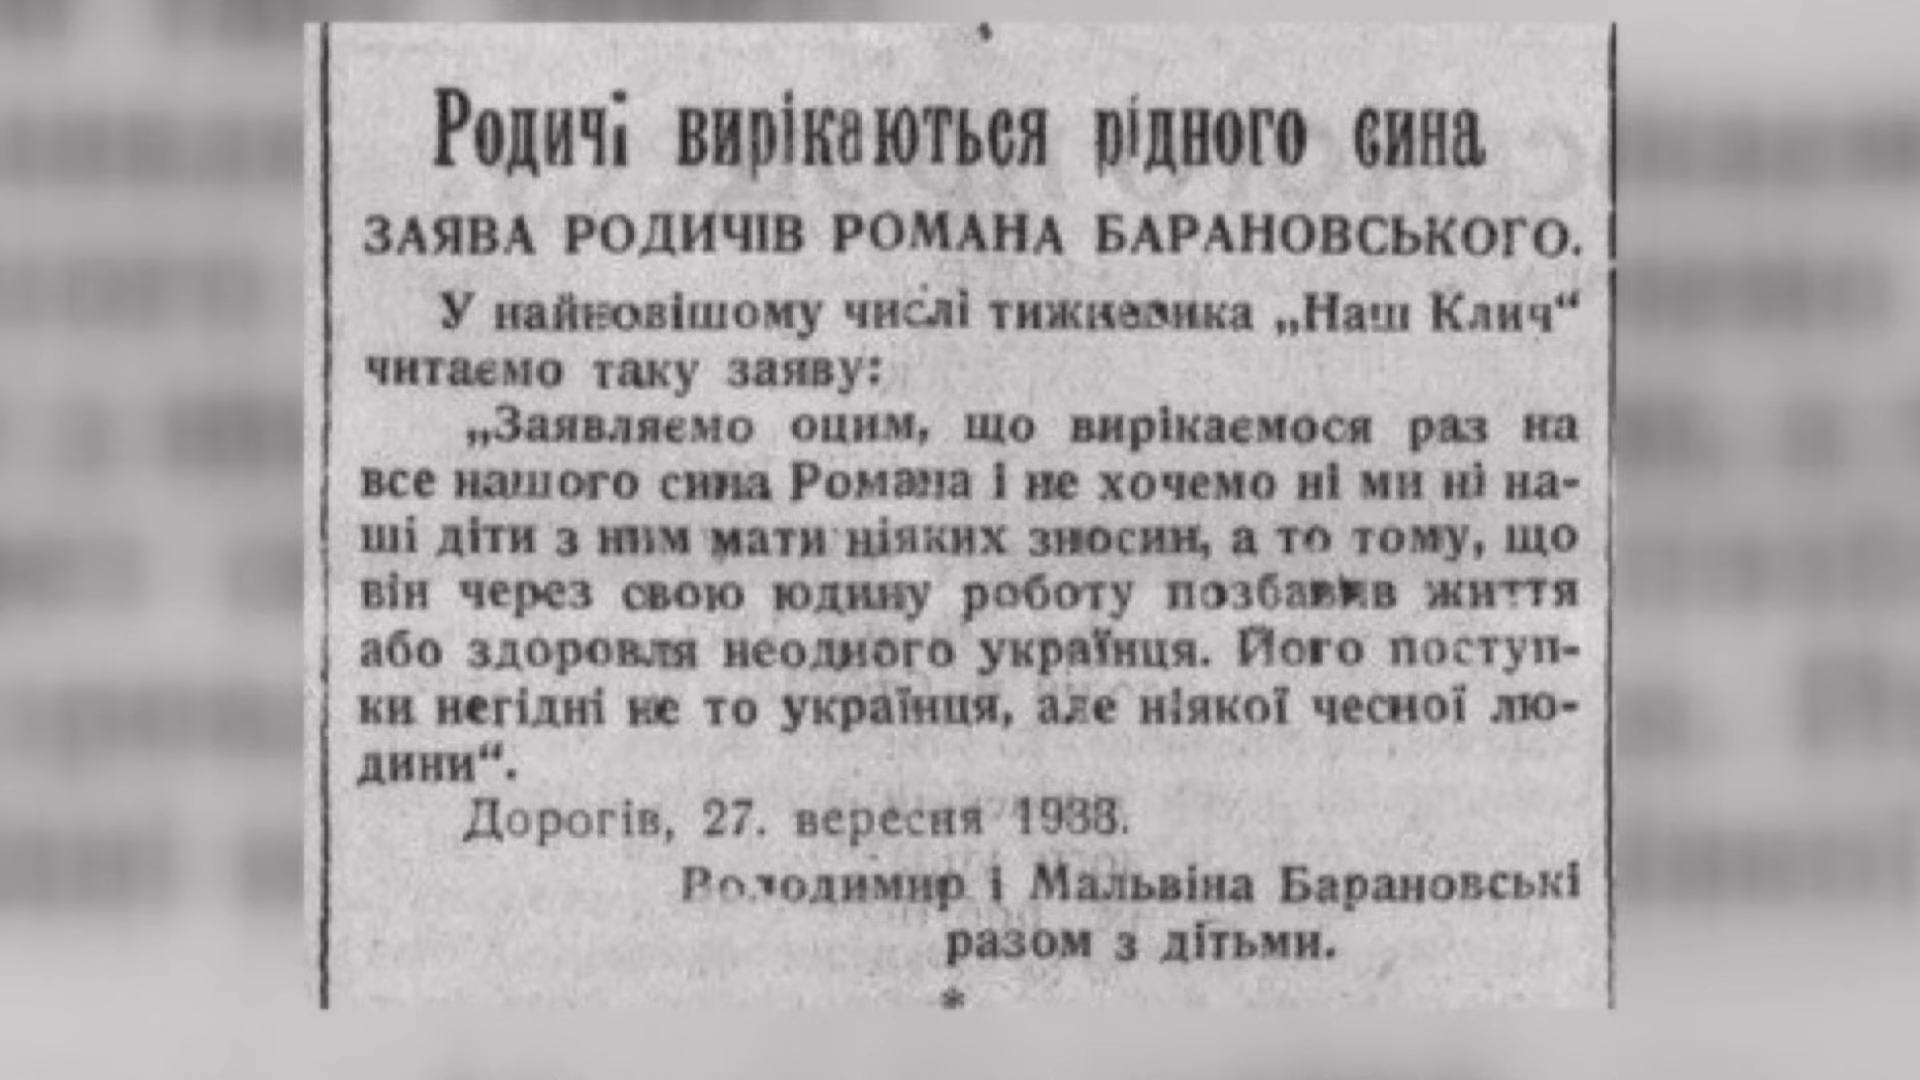 Родичі вирікаються рідного сина
ЗАЯВА РОДИЧІВ РОМАНА БАРАНОВСЬКОГО.
У найновішому числі тижневика „Наш Клич“
читаємо таку заяву:
„Заявляємо оцим, що вирікаємося раз на
все нашого сина Романа і не хочемо ні ми ні на-
ші діти з ним мати ніяких зносин, а то тому, що
він через свою юдину роботу позбавив життя
або здоровля неодного українця. Його поступ-
ки негідні не то українця, але ніякої чесної лю-
дини“.
Дорогів, 27. вересня 1938.
Володимир і Мальвіна Барановські
разом з дітьми.
*